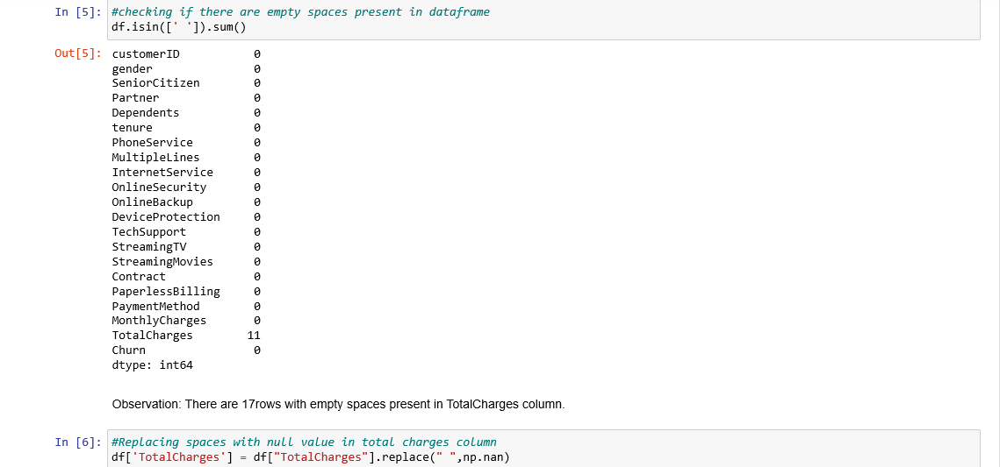 In [5]: #checking if there are empty spaces present in dataframe
df.isin([' ']).sum()
Out[5]: customerID 0
gender 0
SeniorCitizen 0
Partner 0
Dependents 0
tenure 0
PhoneService 0
MultipleLines 0
InternetService 0
OnlineSecurity 0
OnlineBackup 0
DeviceProtection 0
TechSupport 0
StreamingTV 0
StreamingMovies 0
Contract 0
PaperlessBilling 0
PaymentMethod 0
MonthlyCharges 0
TotalCharges 11
Churn 0
dtype: int64
Observation: There are 17rows with empty spaces present in TotalCharges column.
In [6]: #Replacing spaces with null value in total charges column
df['TotalCharges'] = df["TotalCharges"].replace(" ",np.nan)